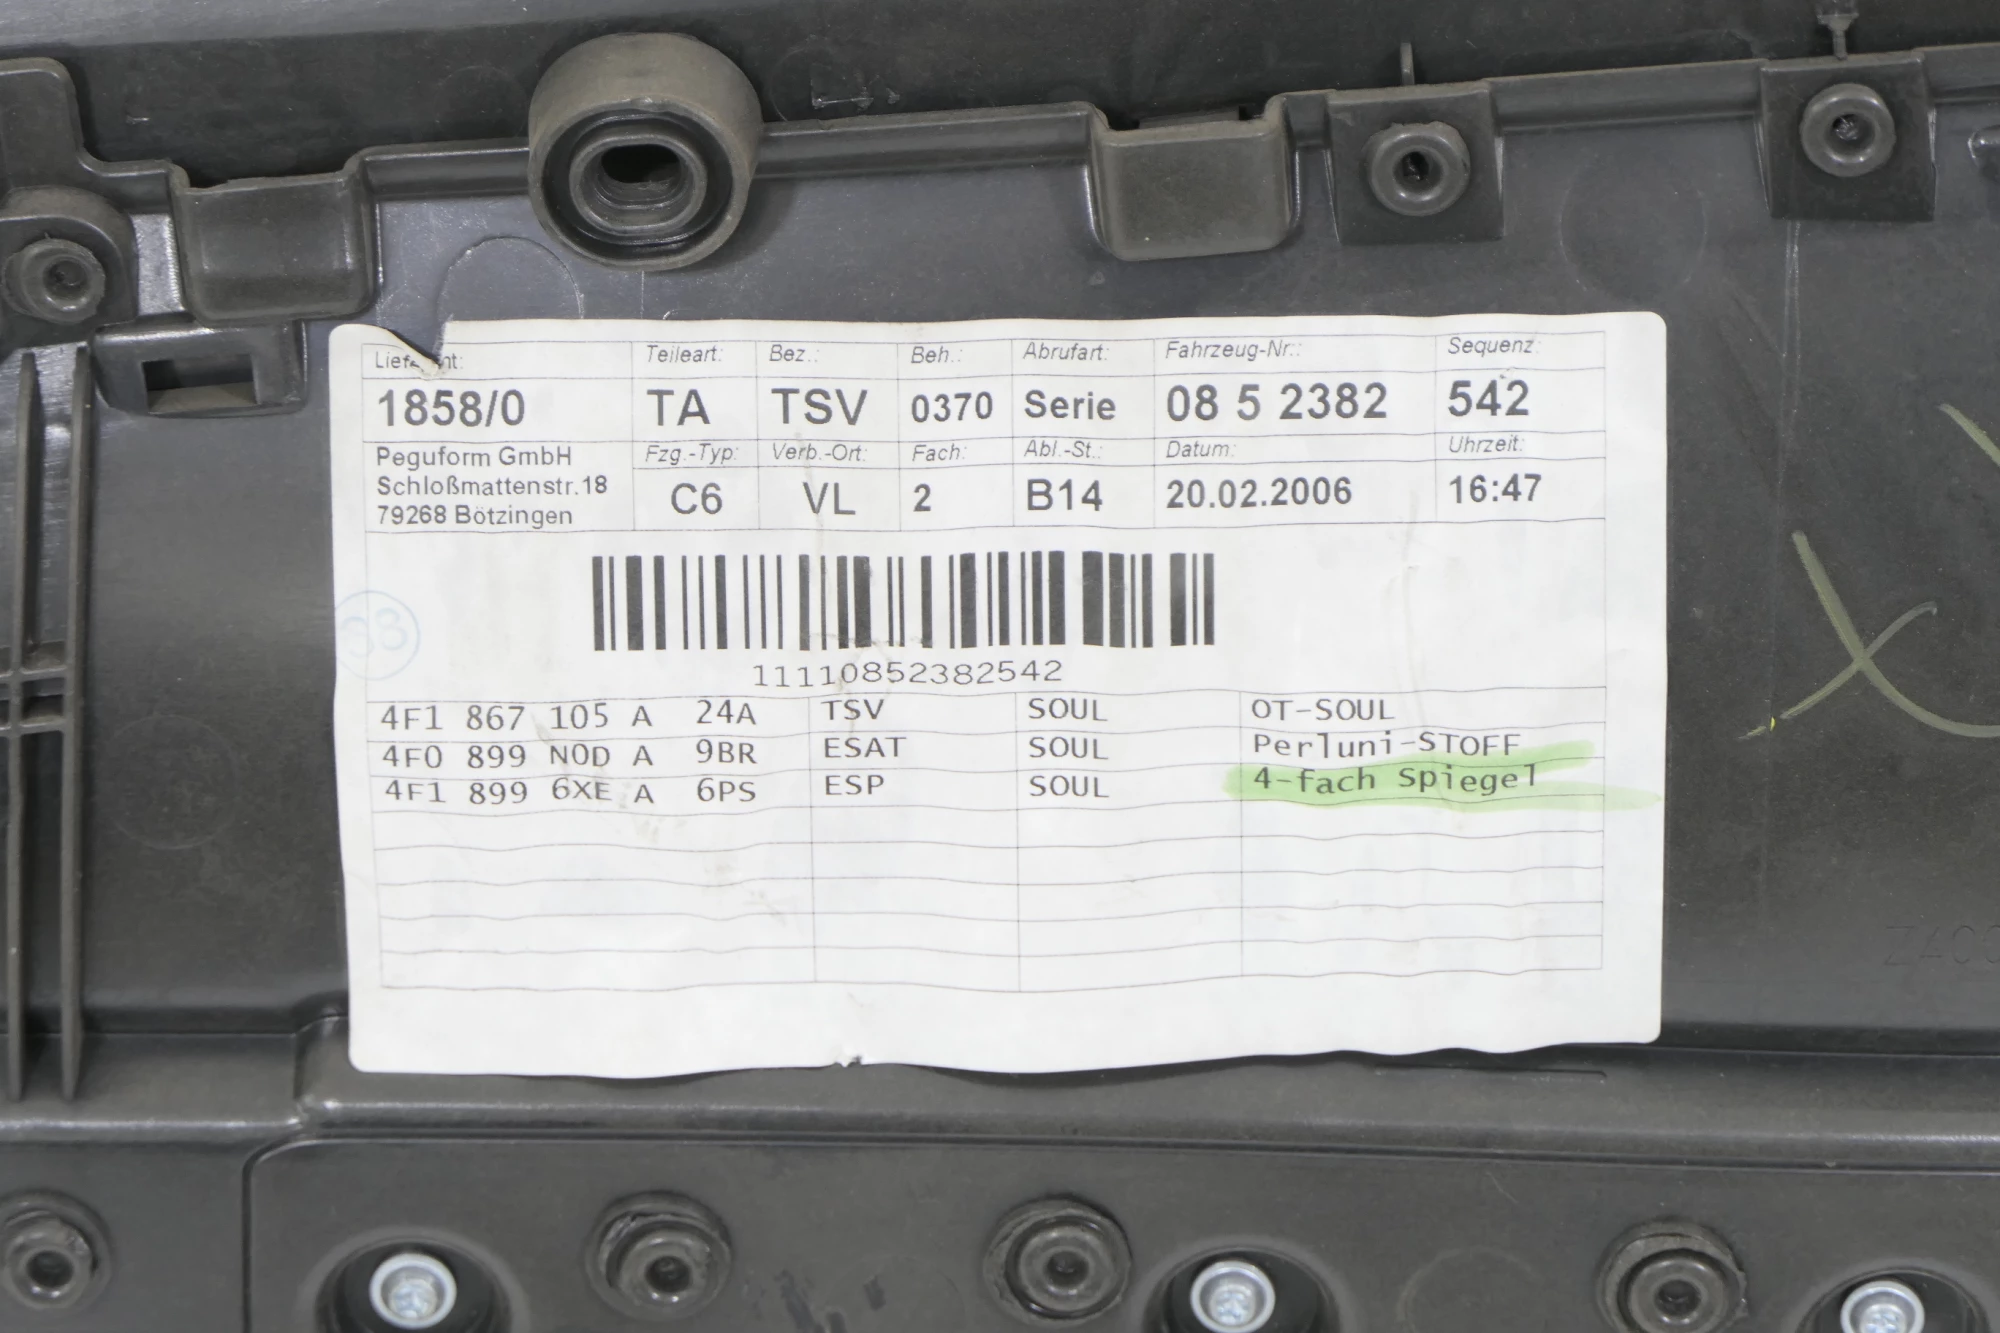 Teileart: Bez.: Beh.: Abrufart: Fahrzeug-Nr.: Sequenz:
1858/0 TA TSV 0370 Serie 08 5 2382 542
Peguform GmbH Fzg.-Typ: Verb.-Ort: Fach: Abl.-St.: Datum: Uhrzeit:
Schloßmattenstr.18
79268 Bötzingen C6 VL 2 B14 20.02.2006 16:47
11110852382542
4F1 867 105 A 24A TSV SOUL OT-SOUL
4F0 899 N0D A 9BR ESAT SOUL Perluni-STOFF
4F1 899 6XE A 6PS ESP SOUL 4-fach Spiegel